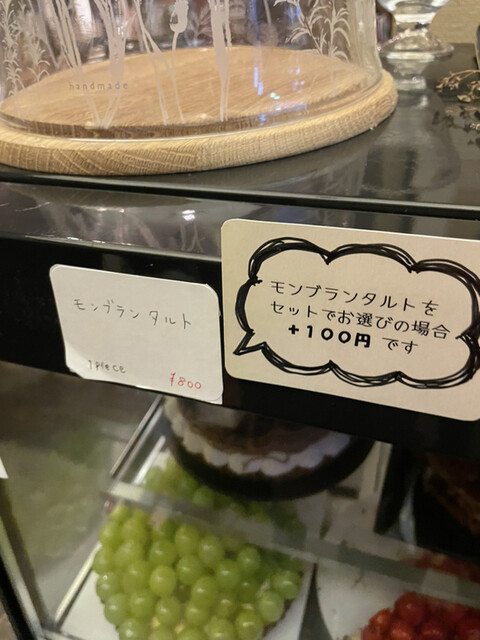 handmade
モンブランタルト
1piece
¥800
モンブランタルトを
セットでお選びの場合
+100円 です